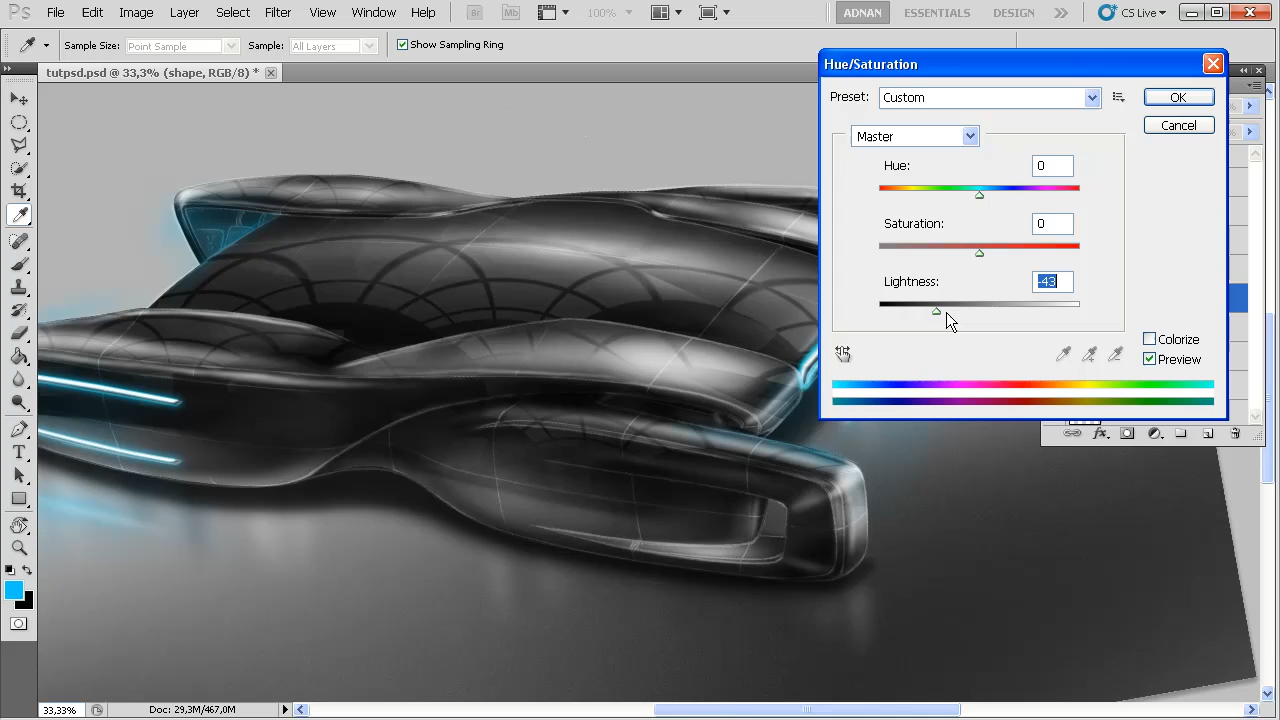 PS File Edit Image Layer Select Filter View Window Help Br Mb 100% ADNAN ESSENTIALS DESIGN CS Live
Sample Size: Point Sample Sample: All Layers Show Sampling Ring
tutpsd.psd @ 33,3% (shape, RGB/8) *
Hue/Saturation
Preset: Custom OK
Cancel
Master
Hue: 0
Saturation: 0
Lightness: -43
Colorize
Preview
33,33% Doc: 29,3M/467,0M